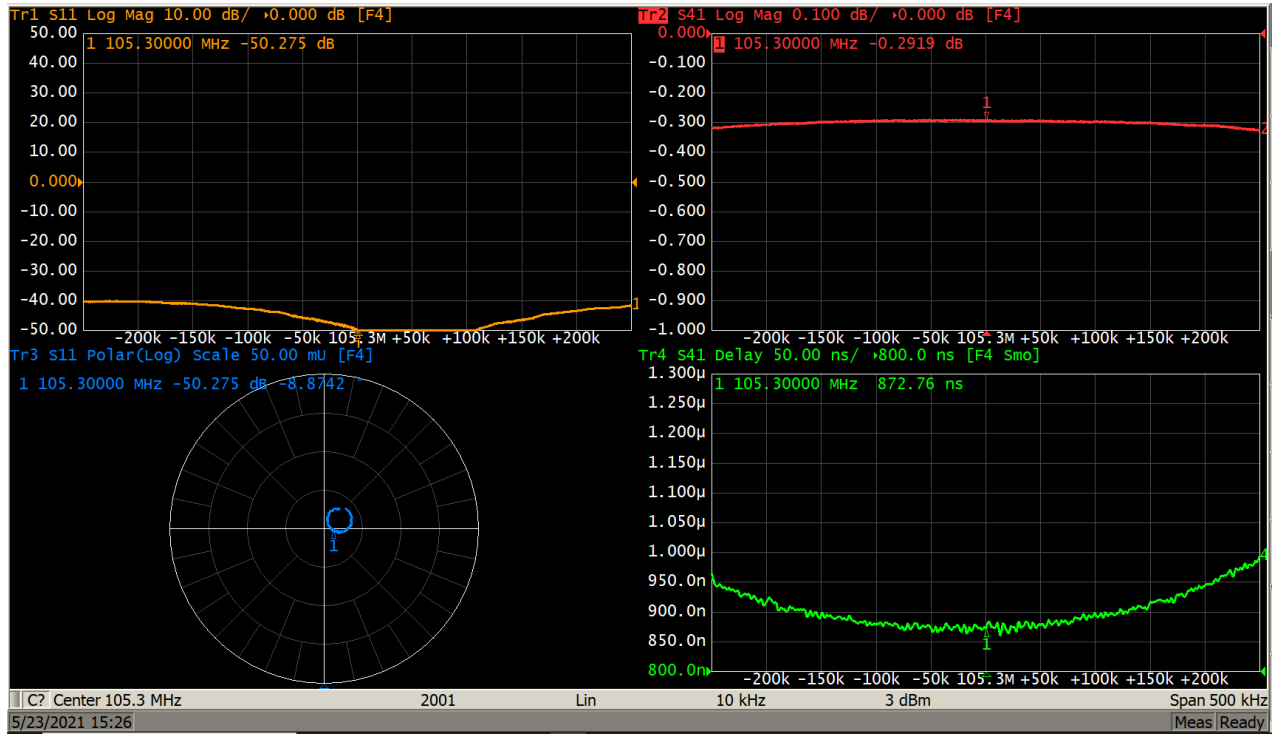 Tr1 S11 Log Mag 10.00 dB/ ▸0.000 dB [F4]
50.00
1 105.30000 MHz -50.275 dB
40.00
30.00
20.00
10.00
0.000
-10.00
-20.00
-30.00
-40.00
1
-50.00
-200k -150k -100k -50k 105.3M +50k +100k +150k +200k
1
Tr2 S41 Log Mag 0.100 dB/ ▸0.000 dB [F4]
0.000
1 105.30000 MHz -0.2919 dB
-0.100
-0.200
1
-0.300
2
-0.400
-0.500
-0.600
-0.700
-0.800
-0.900
-1.000
-200k -150k -100k -50k 105.3M +50k +100k +150k +200k
Tr3 S11 Polar(Log) Scale 50.00 mU [F4]
1 105.30000 MHz -50.275 dB -8.8742 °
1
Tr4 S41 Delay 50.00 ns/ ▸800.0 ns [F4 Smo]
1.300µ
1 105.30000 MHz 872.76 ns
1.250µ
1.200µ
1.150µ
1.100µ
1.050µ
1.000µ
4
950.0n
900.0n
850.0n
1
800.0n
-200k -150k -100k -50k 105.3M +50k +100k +150k +200k
C? Center 105.3 MHz 2001 Lin 10 kHz 3 dBm Span 500 kHz
5/23/2021 15:26 Meas Ready